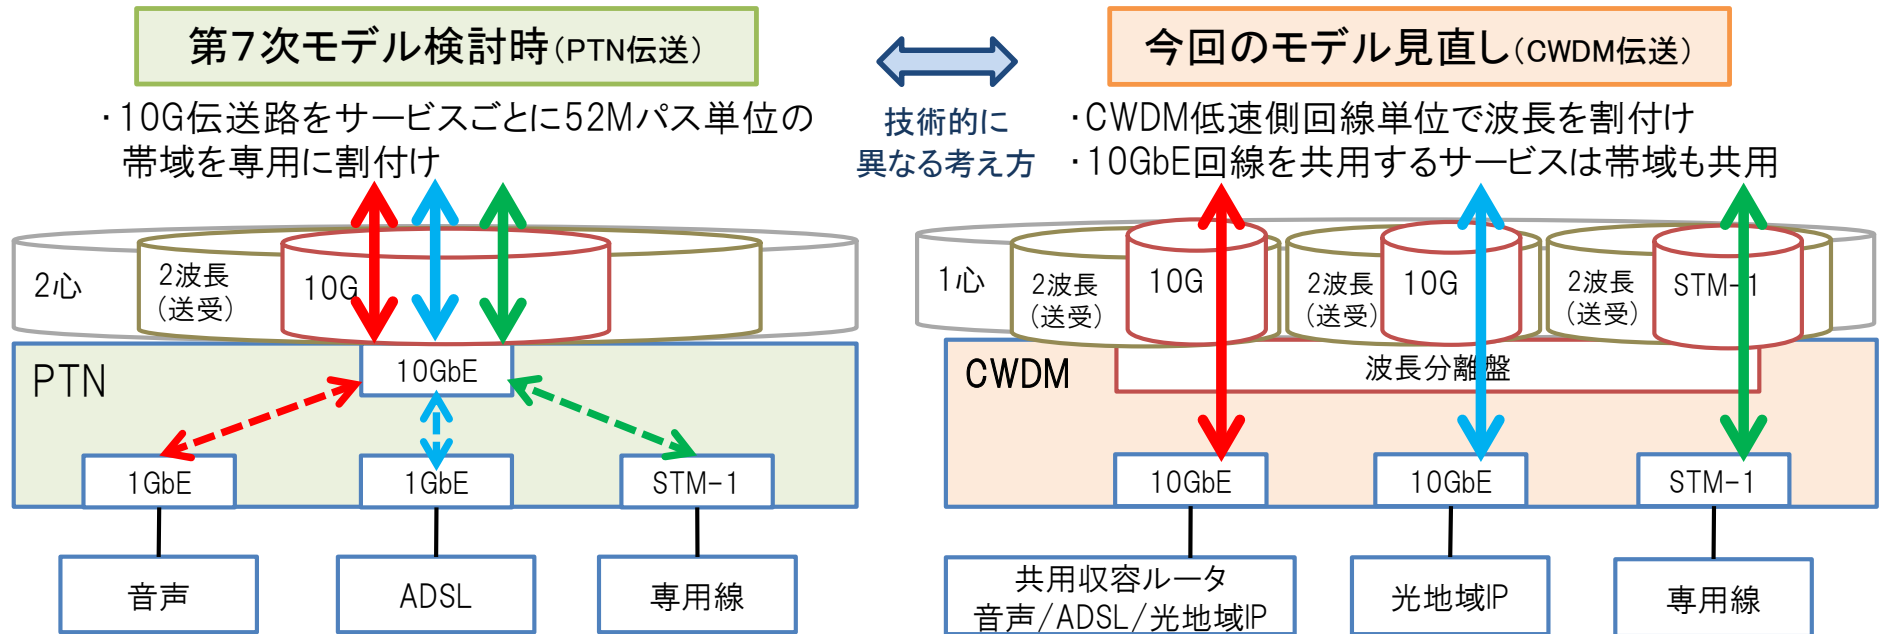 第7次モデル検討時(PTN伝送)
・10G伝送路をサービスごとに52Mパス単位の
帯域を専用に割付け
技術的に
異なる考え方
今回のモデル見直し(CWDM伝送)
・CWDM低速側回線単位で波長を割付け
・10GbE回線を共用するサービスは帯域も共用
2心
2波長
(送受)
10G
PTN
10GbE
1GbE
1GbE
STM-1
音声
ADSL
専用線
1心
2波長
(送受)
10G
2波長
(送受)
10G
2波長
(送受)
STM-1
CWDM
波長分離盤
10GbE
10GbE
STM-1
共用収容ルータ
音声/ADSL/光地域IP
光地域IP
専用線